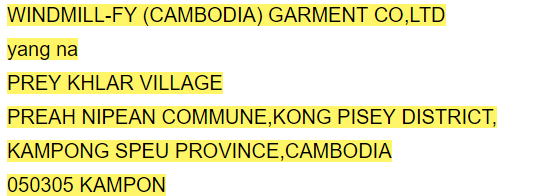 WINDMILL-FY (CAMBODIA) GARMENT CO,LTD
yang na
PREY KHLAR VILLAGE
PREAH NIPEAN COMMUNE,KONG PISEY DISTRICT,
KAMPONG SPEU PROVINCE,CAMBODIA
050305 KAMPON